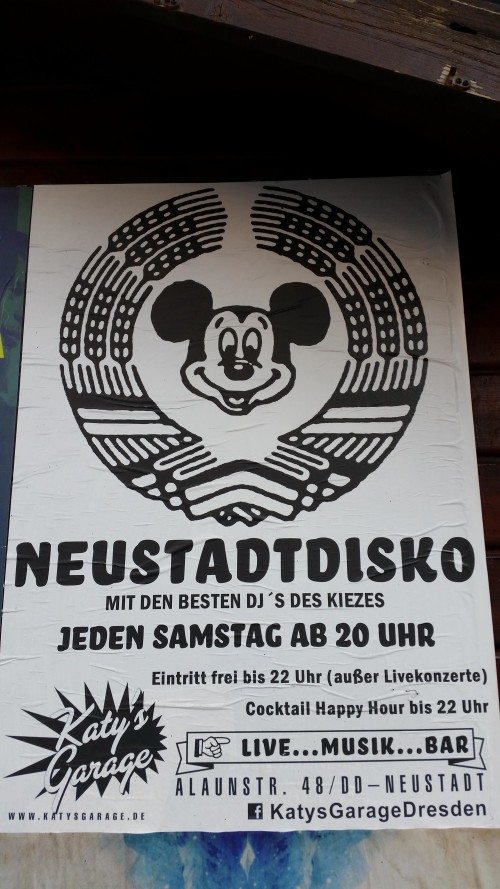 NEUSTADTDISKO
MIT DEN BESTEN DJ´S DES KIEZES
JEDEN SAMSTAG AB 20 UHR
Eintritt frei bis 22 Uhr (außer Livekonzerte)
Cocktail Happy Hour bis 22 Uhr
Katy's
Garage
LIVE...MUSIK...BAR
ALAUNSTR. 48/DD–NEUSTADT
WWW.KATYSGARAGE.DE
f KatysGarageDresden